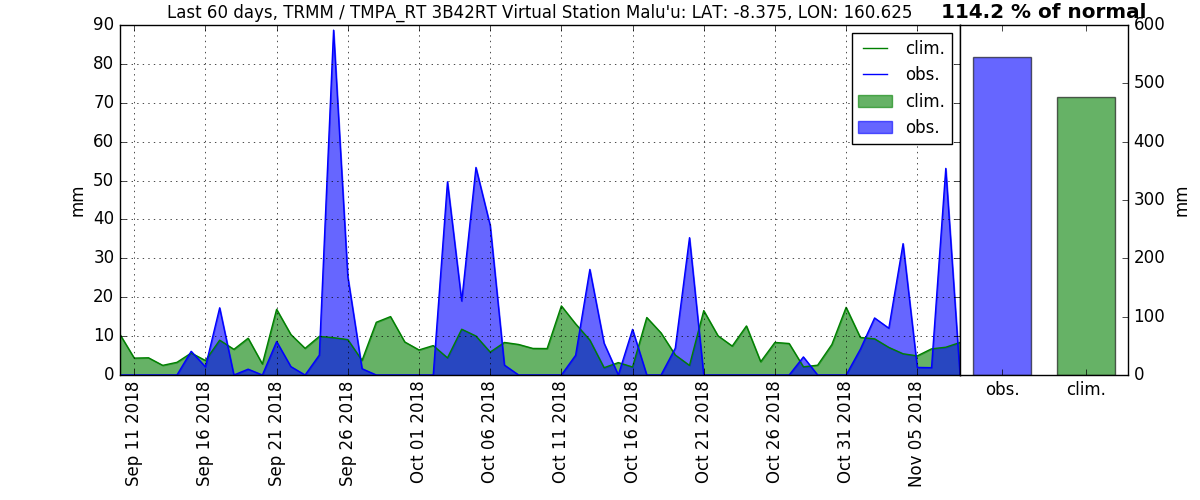 Last 60 days, TRMM / TMPA_RT 3B42RT Virtual Station Malu'u: LAT: -8.375, LON: 160.625
114.2 % of normal
90
80
70
60
50
40
30
20
10
0
mm
clim.
obs.
clim.
obs.
600
500
400
300
200
100
0
mm
Sep 11 2018
Sep 16 2018
Sep 21 2018
Sep 26 2018
Oct 01 2018
Oct 06 2018
Oct 11 2018
Oct 16 2018
Oct 21 2018
Oct 26 2018
Oct 31 2018
Nov 05 2018
obs.
clim.